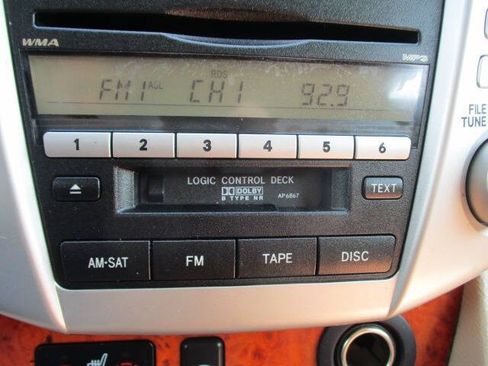 WMA MP3
RDS
FM1 AGL CH1 92.9
1 2 3 4 5 6
FILE
TUNE
LOGIC CONTROL DECK
DOLBY
B TYPE NR AP6867
TEXT
AM·SAT FM TAPE DISC